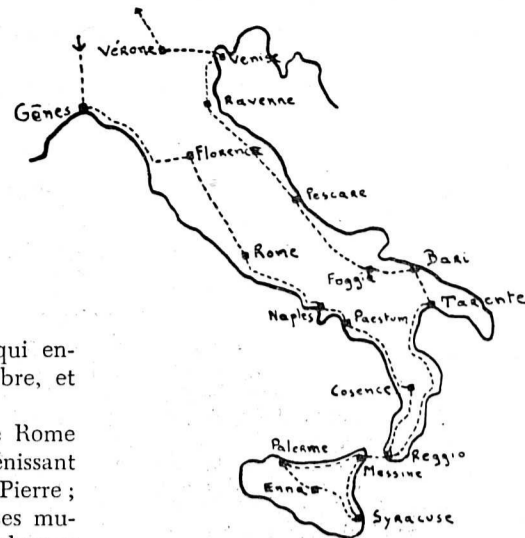 Vérone
Venise
Gênes
Ravenne
Florence
Pescare
Rome
Bari
Foggia
Tarente
Naples
Paestum
Cosence
Palerme
Reggio
Messine
Enna
Syracuse
qui en-
bre, et
Rome
énissant
Pierre ;
es mu-